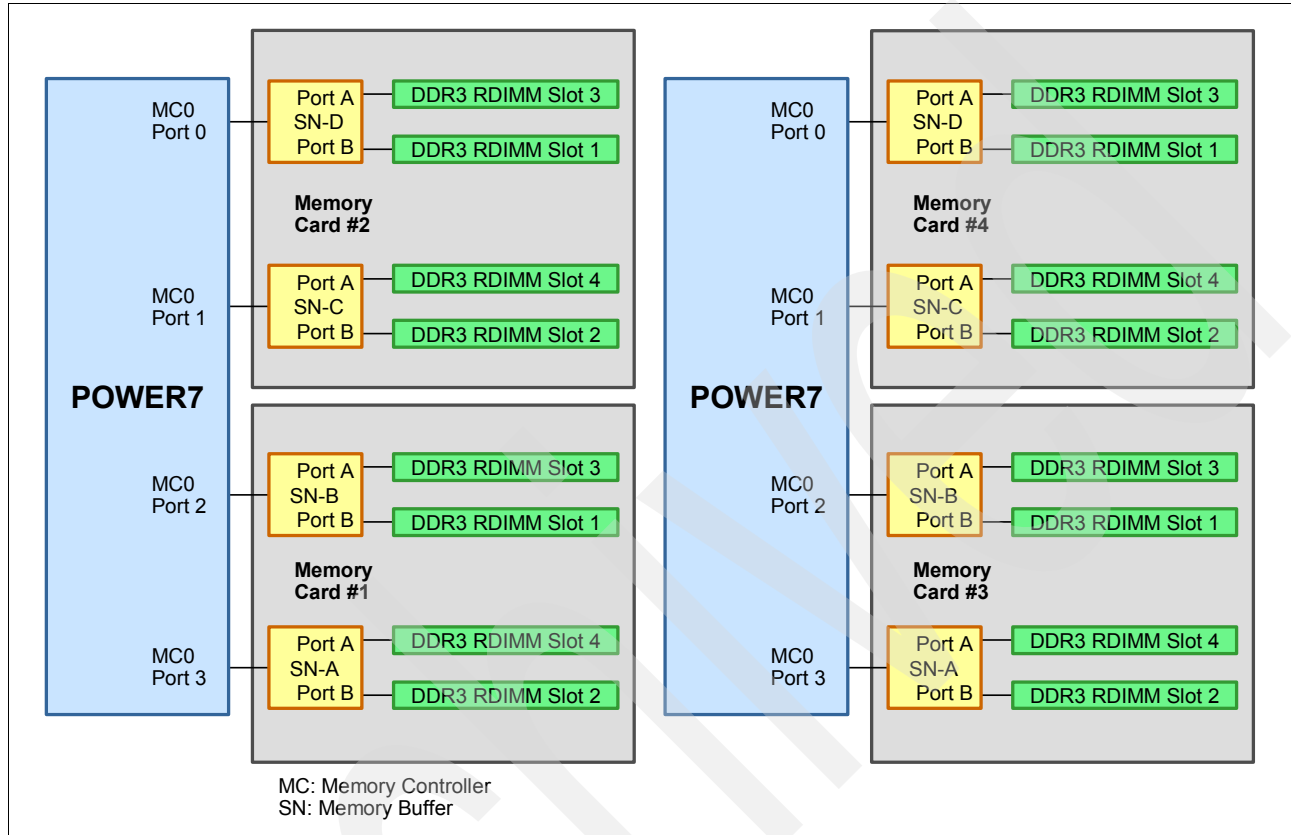 POWER7
MC0
Port 0
MC0
Port 1
MC0
Port 2
MC0
Port 3
Port A
SN-D
Port B
DDR3 RDIMM Slot 3
DDR3 RDIMM Slot 1
Memory
Card #2
Port A
SN-C
Port B
DDR3 RDIMM Slot 4
DDR3 RDIMM Slot 2
Port A
SN-B
Port B
DDR3 RDIMM Slot 3
DDR3 RDIMM Slot 1
Memory
Card #1
Port A
SN-A
Port B
DDR3 RDIMM Slot 4
DDR3 RDIMM Slot 2
POWER7
MC0
Port 0
MC0
Port 1
MC0
Port 2
MC0
Port 3
Port A
SN-D
Port B
DDR3 RDIMM Slot 3
DDR3 RDIMM Slot 1
Memory
Card #4
Port A
SN-C
Port B
DDR3 RDIMM Slot 4
DDR3 RDIMM Slot 2
Port A
SN-B
Port B
DDR3 RDIMM Slot 3
DDR3 RDIMM Slot 1
Memory
Card #3
Port A
SN-A
Port B
DDR3 RDIMM Slot 4
DDR3 RDIMM Slot 2
MC: Memory Controller
SN: Memory Buffer